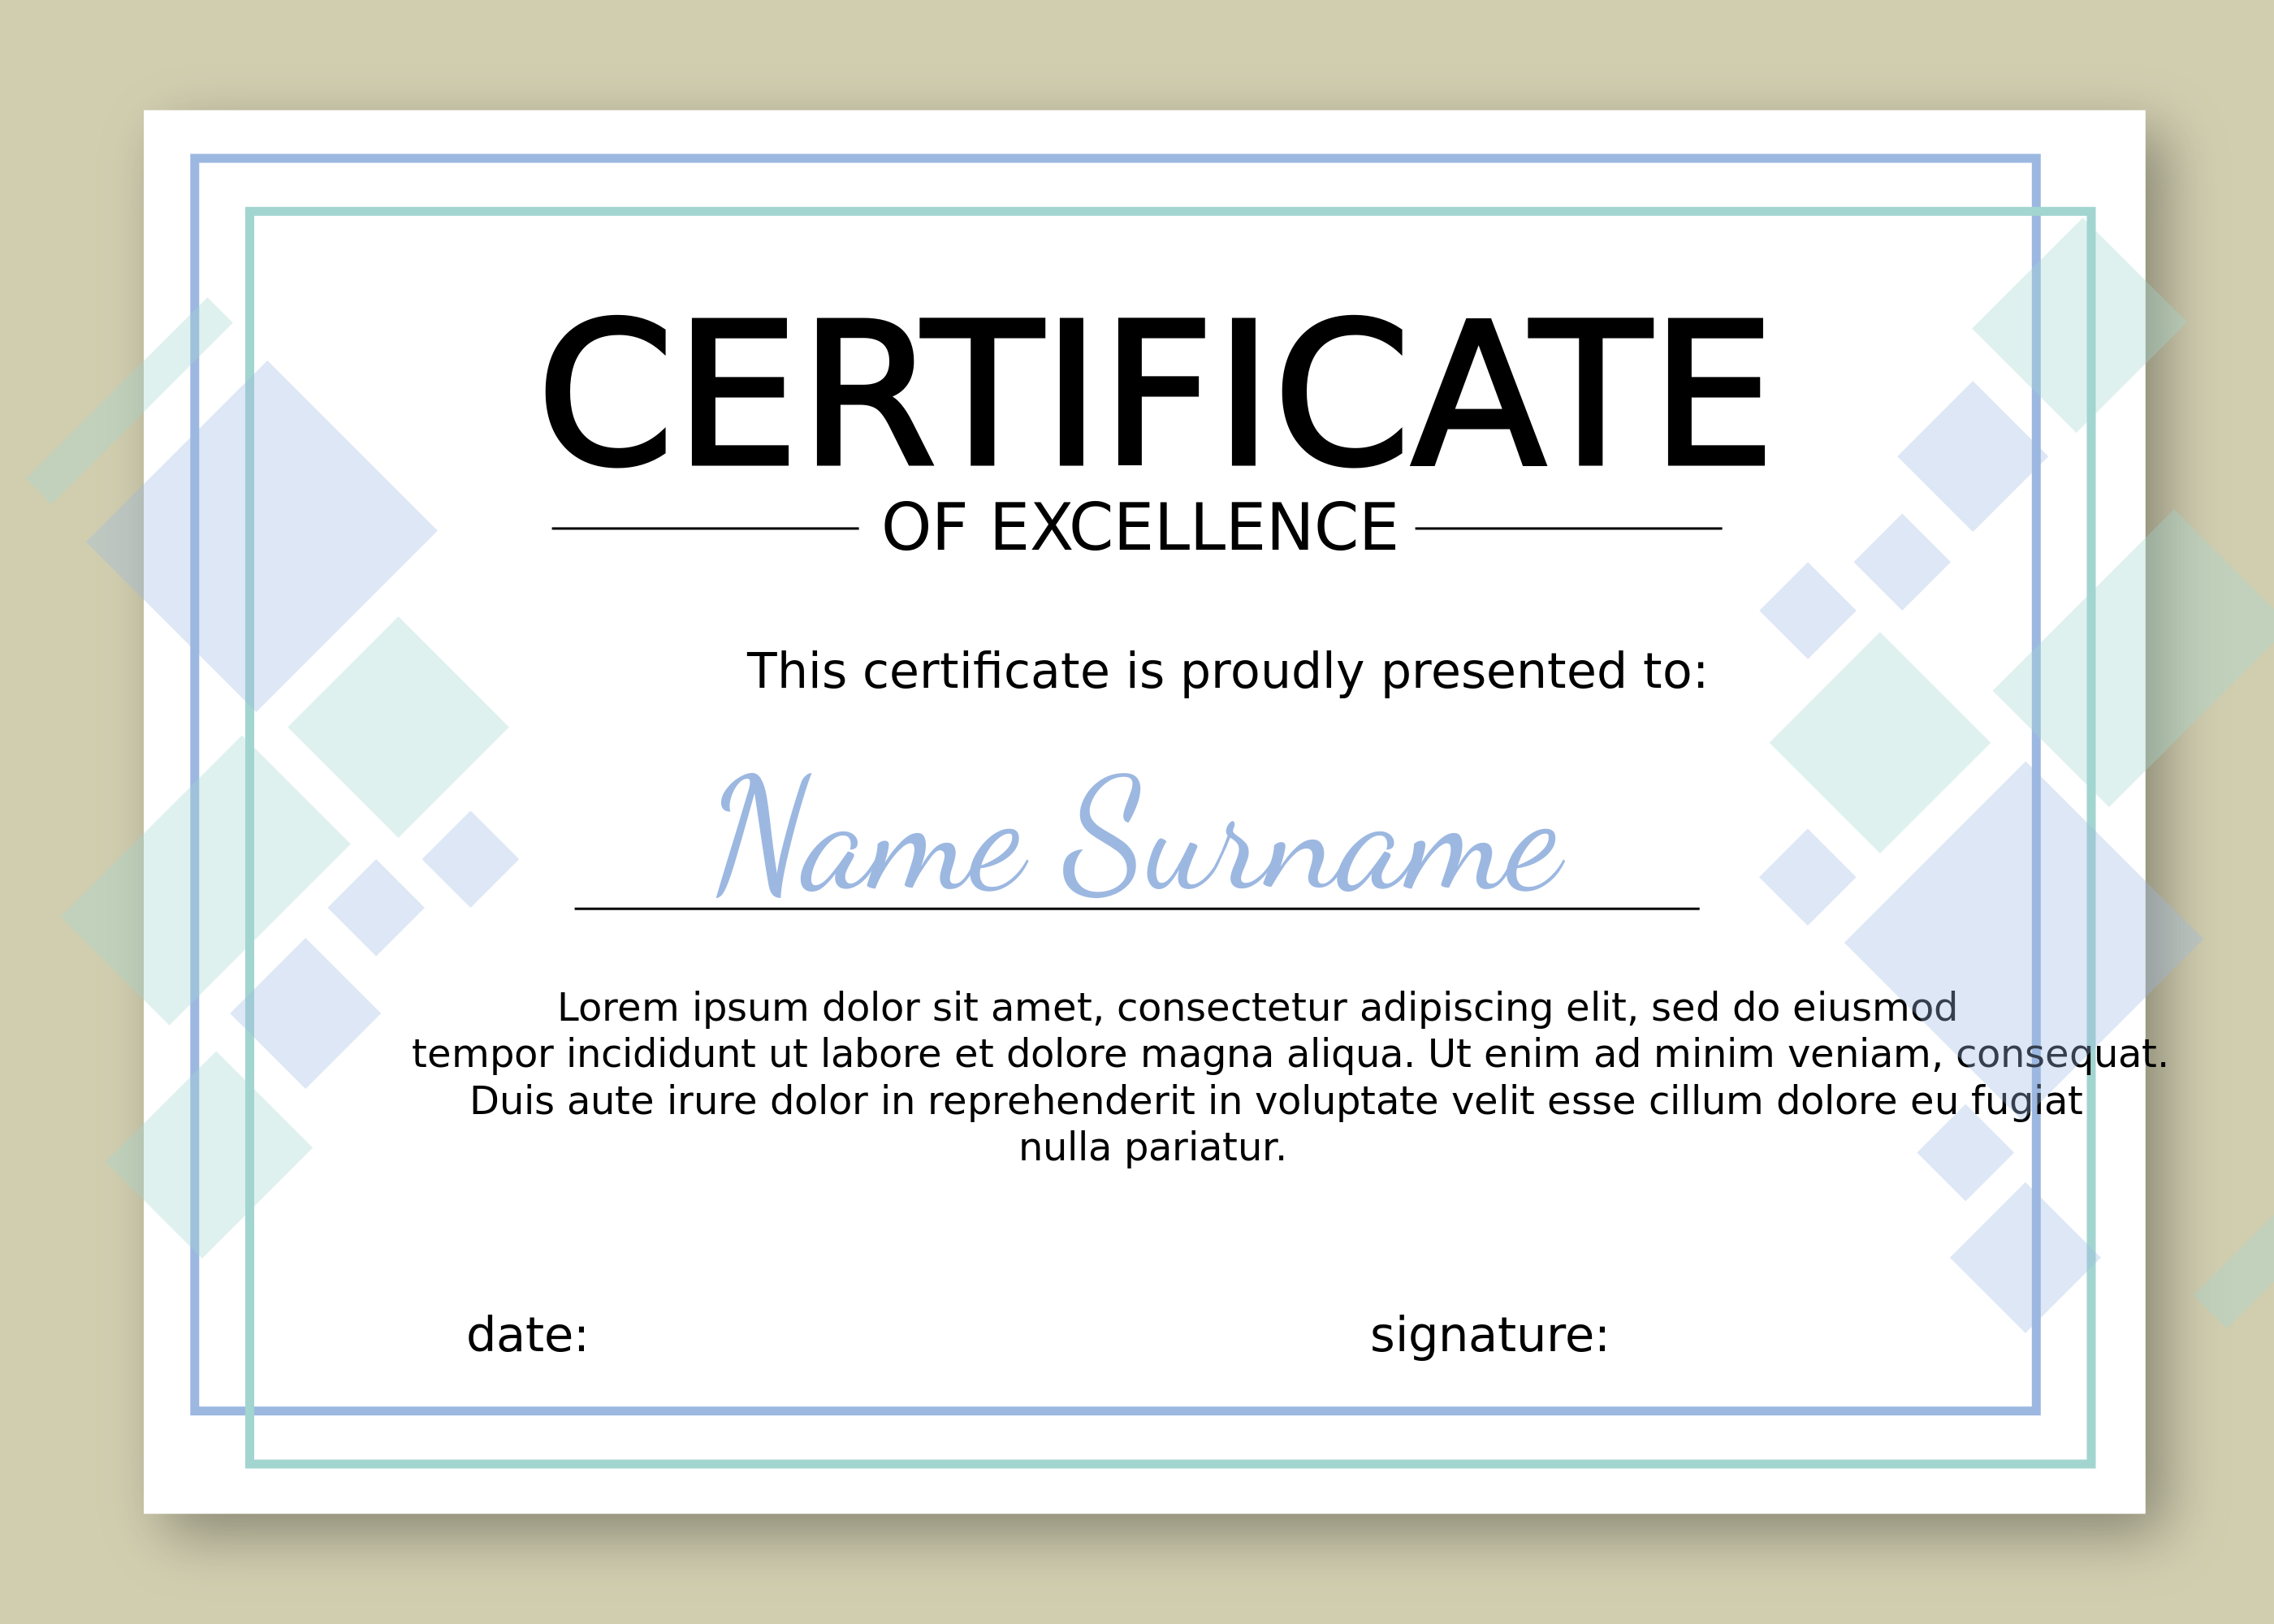 CERTIFICATE
OF EXCELLENCE
This certificate is proudly presented to:
Name Surname
Lorem ipsum dolor sit amet, consectetur adipiscing elit, sed do eiusmod
tempor incididunt ut labore et dolore magna aliqua. Ut enim ad minim veniam, consequat.
Duis aute irure dolor in reprehenderit in voluptate velit esse cillum dolore eu fugiat
nulla pariatur.
date: signature: